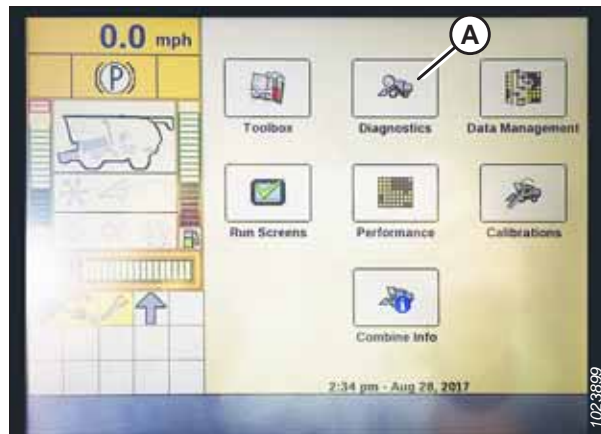 0.0 mph
A
(P)
Toolbox
Diagnostics
Data Management
Run Screens
Performance
Calibrations
i
Combine Info
2:34 pm - Aug 28, 2017
1023899